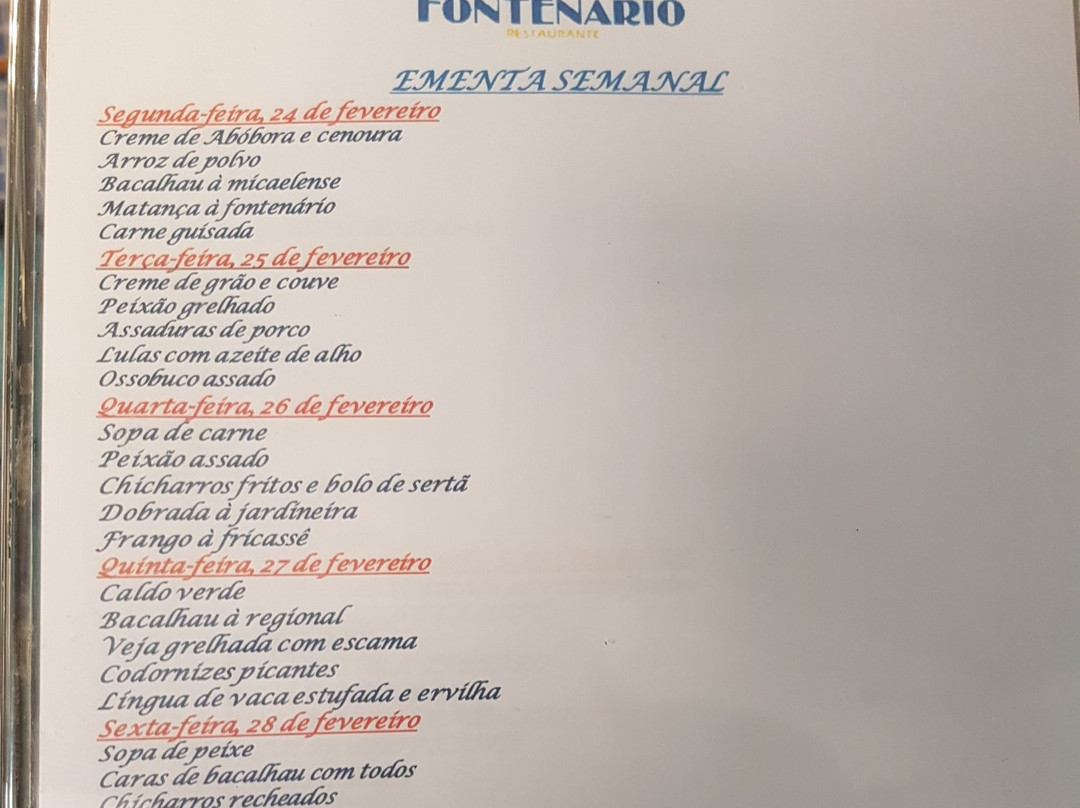 FONTENÁRIO
RESTAURANTE
EMENTA SEMANAL
Segunda-feira, 24 de fevereiro
Creme de Abóbora e cenoura
Arroz de polvo
Bacalhau à micaelense
Matança à fontenário
Carne guisada
Terça-feira, 25 de fevereiro
Creme de grão e couve
Peixão grelhado
Assaduras de porco
Lulas com azeite de alho
Ossobuco assado
Quarta-feira, 26 de fevereiro
Sopa de carne
Peixão assado
Chicharros fritos e bolo de sertã
Dobrada à jardineira
Frango à fricassê
Quinta-feira, 27 de fevereiro
Caldo verde
Bacalhau à regional
Veja grelhada com escama
Codornizes picantes
Língua de vaca estufada e ervilha
Sexta-feira, 28 de fevereiro
Sopa de peixe
Caras de bacalhau com todos
Chicharros recheados